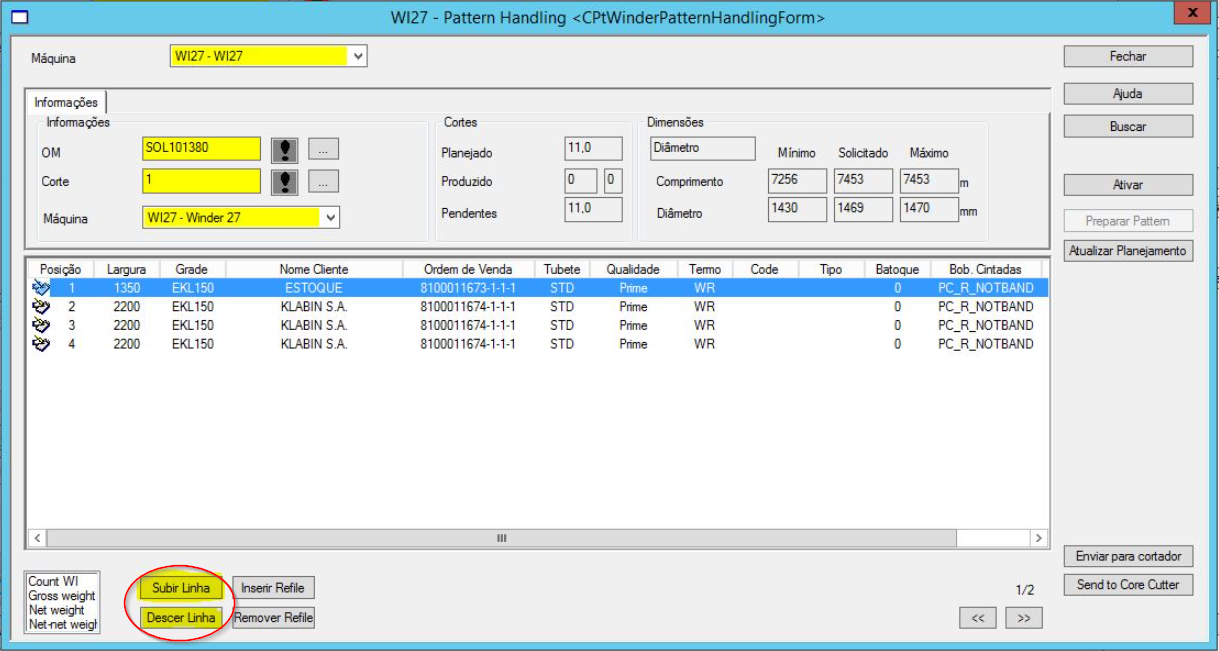 WI27 - Pattern Handling <CPtWinderPatternHandlingForm>
x
Máquina WI27 - WI27 Fechar
Ajuda
Informações
Buscar
Informações Cortes Dimensões
OM SOL101380 ... Planejado 11,0 Diâmetro Mínimo Solicitado Máximo
Corte 1 ... Produzido 0 0 Comprimento 7256 7453 7453 m Ativar
Máquina WI27 - Winder 27 Pendentes 11,0 Diâmetro 1430 1469 1470 mm Preparar Pattern
Atualizar Planejamento
Posição Largura Grade Nome Cliente Ordem de Venda Tubete Qualidade Termo Code Tipo Batoque Bob. Cintadas
1 1350 EKL150 ESTOQUE 8100011673-1-1-1 STD Prime WR 0 PC_R_NOTBAND
2 2200 EKL150 KLABIN S.A. 8100011674-1-1-1 STD Prime WR 0 PC_R_NOTBAND
3 2200 EKL150 KLABIN S.A. 8100011674-1-1-1 STD Prime WR 0 PC_R_NOTBAND
4 2200 EKL150 KLABIN S.A. 8100011674-1-1-1 STD Prime WR 0 PC_R_NOTBAND
Enviar para cortador
Count WI
Gross weight
Net weight
Net-net weigh
Subir Linha Inserir Refile 1/2 Send to Core Cutter
Descer Linha Remover Refile << >>